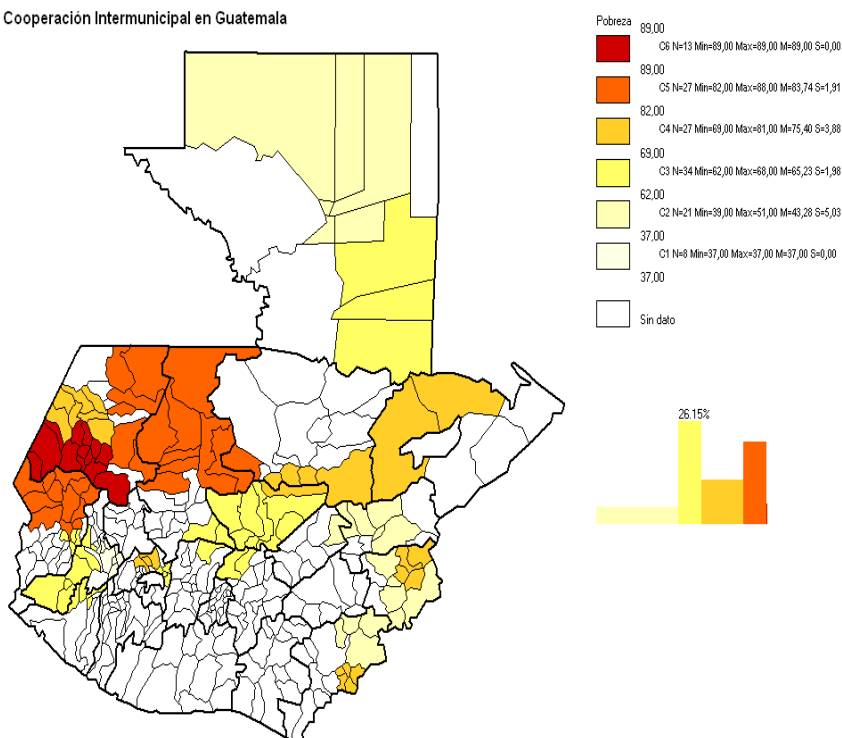 Cooperación Intermunicipal en Guatemala
Pobreza
89,00
C6 N=13 Min=89,00 Max=89,00 M=89,00 S=0,00
89,00
C5 N=27 Min=82,00 Max=88,00 M=83,74 S=1,91
82,00
C4 N=27 Min=69,00 Max=81,00 M=75,40 S=3,88
69,00
C3 N=34 Min=62,00 Max=68,00 M=65,23 S=1,98
62,00
C2 N=21 Min=39,00 Max=51,00 M=43,28 S=5,03
37,00
C1 N=8 Min=37,00 Max=37,00 M=37,00 S=0,00
37,00
Sin dato
26.15%